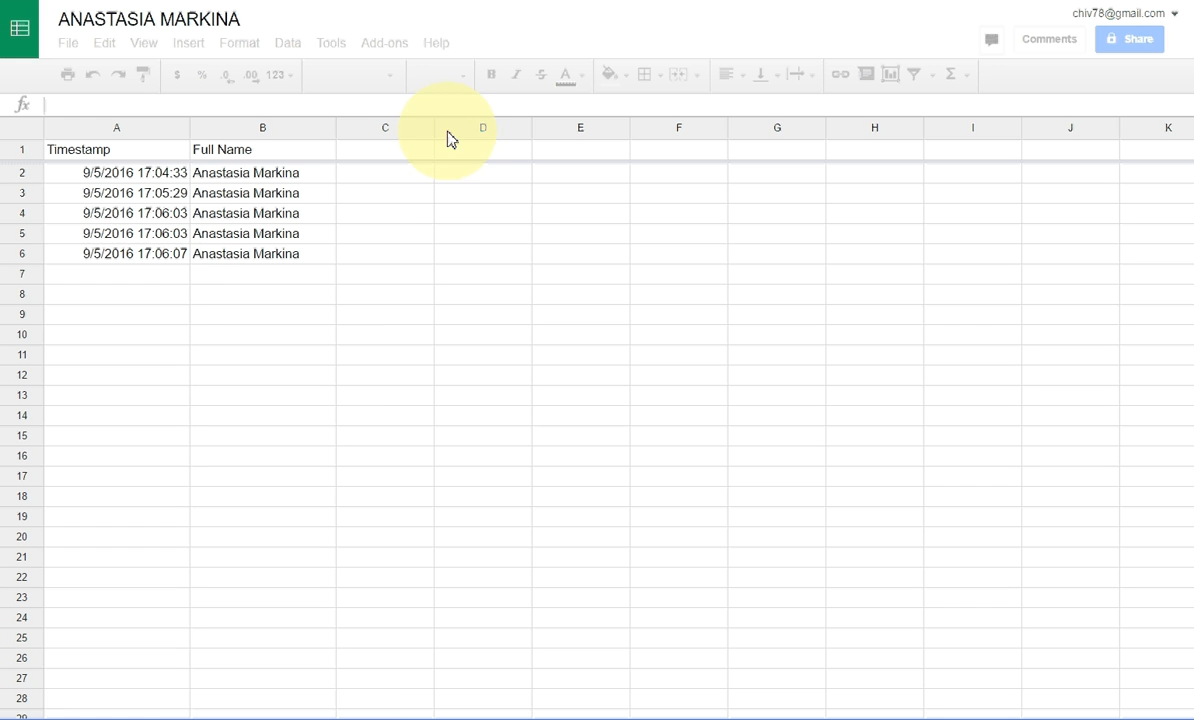 ANASTASIA MARKINA
chiv78@gmail.com
File Edit View Insert Format Data Tools Add-ons Help
Comments Share
$ % .0 .00 123 B I S A Σ
fx
A B C D E F G H I J K
1 Timestamp Full Name
2 9/5/2016 17:04:33 Anastasia Markina
3 9/5/2016 17:05:29 Anastasia Markina
4 9/5/2016 17:06:03 Anastasia Markina
5 9/5/2016 17:06:03 Anastasia Markina
6 9/5/2016 17:06:07 Anastasia Markina
7
8
9
10
11
12
13
14
15
16
17
18
19
20
21
22
23
24
25
26
27
28
29